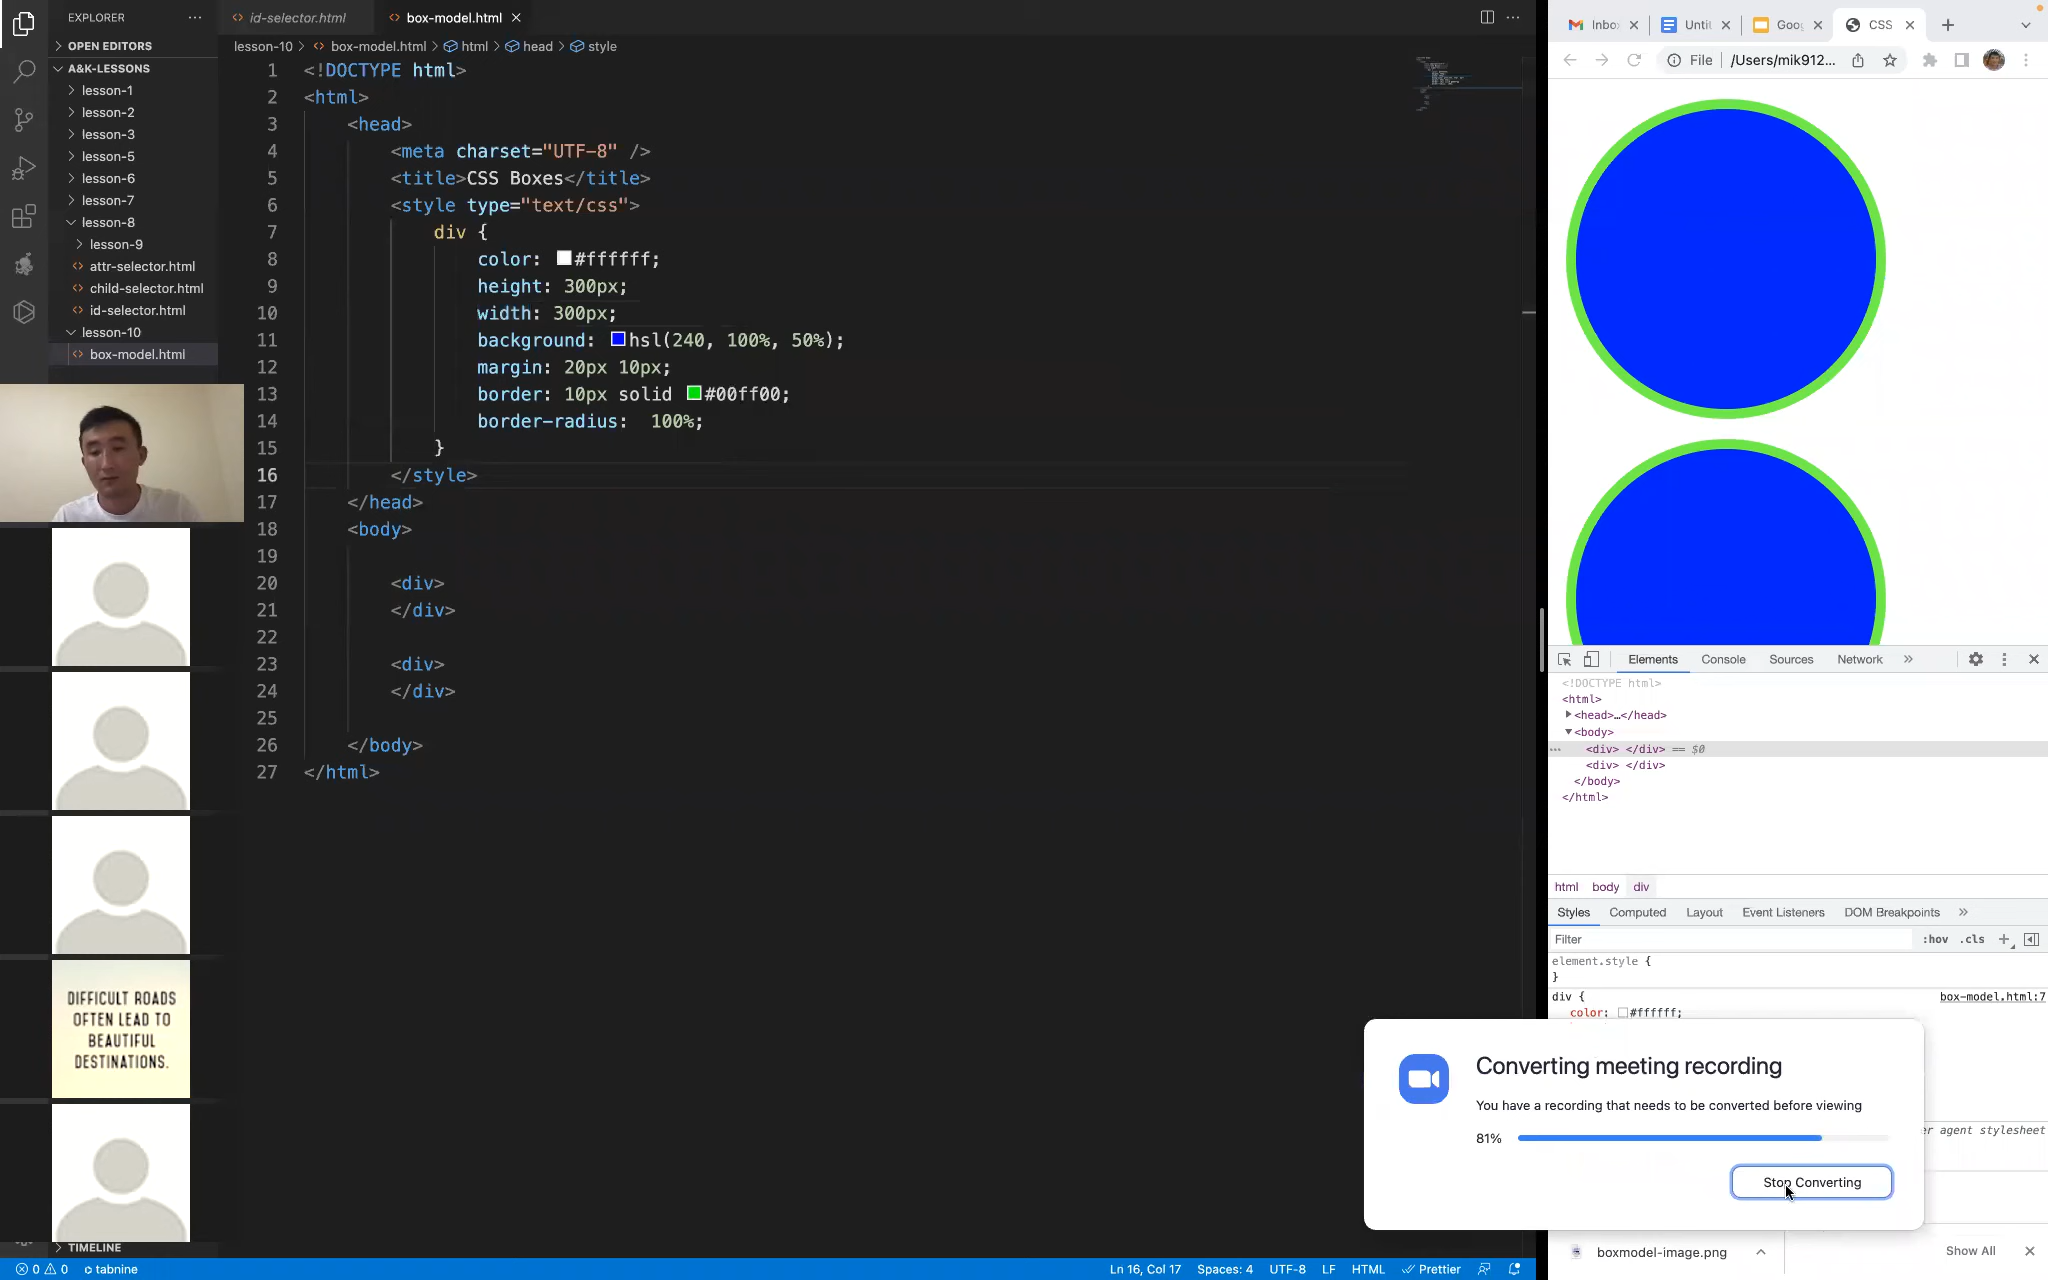 EXPLORER
OPEN EDITORS
A&K-LESSONS
lesson-1
lesson-2
lesson-3
lesson-5
lesson-6
lesson-7
lesson-8
lesson-9
attr-selector.html
child-selector.html
id-selector.html
lesson-10
box-model.html
DIFFICULT ROADS
OFTEN LEAD TO
BEAUTIFUL
DESTINATIONS.
TIMELINE
id-selector.html
box-model.html
lesson-10 > box-model.html > html > head > style
1 <!DOCTYPE html>
2 <html>
3 <head>
4 <meta charset="UTF-8" />
5 <title>CSS Boxes</title>
6 <style type="text/css">
7 div {
8 color: #ffffff;
9 height: 300px;
10 width: 300px;
11 background: hsl(240, 100%, 50%);
12 margin: 20px 10px;
13 border: 10px solid #00ff00;
14 border-radius:  100%;
15 }
16 </style>
17 </head>
18 <body>
19
20 <div>
21 </div>
22
23 <div>
24 </div>
25
26 </body>
27 </html>
0 0 tabnine
Ln 16, Col 17 Spaces: 4 UTF-8 LF HTML Prettier
Inbo Untit Goog CSS
File /Users/mik912...
Elements Console Sources Network
<!DOCTYPE html>
<html>
<head>…</head>
<body>
<div> </div> == $0
<div> </div>
</body>
</html>
html body div
Styles Computed Layout Event Listeners DOM Breakpoints
Filter :hov .cls
element.style {
}
div { box-model.html:7
color: #ffffff;
Converting meeting recording
You have a recording that needs to be converted before viewing
81%
Stop Converting
er agent stylesheet
boxmodel-image.png
Show All